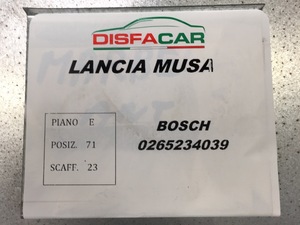 DISFACAR
LANCIA MUSA
PIANO E
POSIZ. 71
SCAFF. 23
BOSCH
0265234039